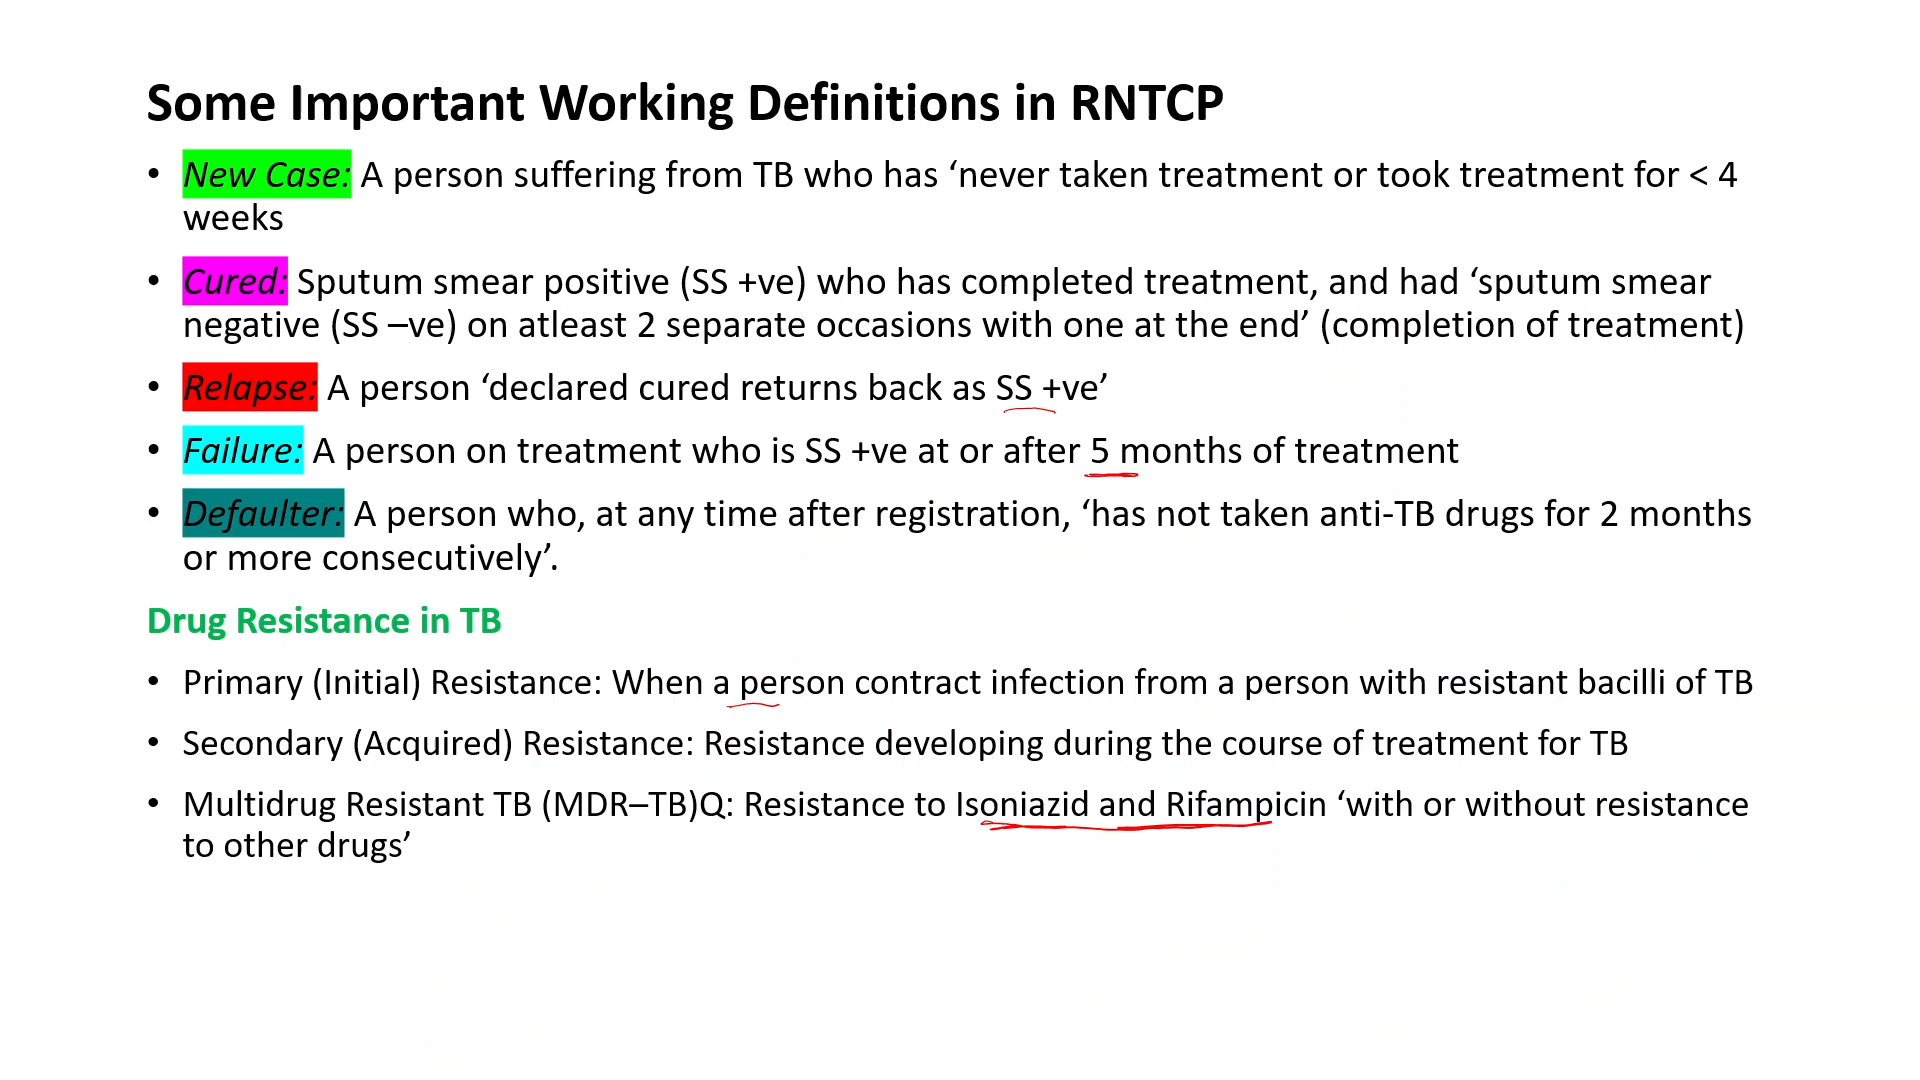 Some Important Working Definitions in RNTCP
• New Case: A person suffering from TB who has ‘never taken treatment or took treatment for < 4
weeks
• Cured: Sputum smear positive (SS +ve) who has completed treatment, and had ‘sputum smear
negative (SS –ve) on atleast 2 separate occasions with one at the end’ (completion of treatment)
• Relapse: A person ‘declared cured returns back as SS +ve’
• Failure: A person on treatment who is SS +ve at or after 5 months of treatment
• Defaulter: A person who, at any time after registration, ‘has not taken anti-TB drugs for 2 months
or more consecutively’.
Drug Resistance in TB
• Primary (Initial) Resistance: When a person contract infection from a person with resistant bacilli of TB
• Secondary (Acquired) Resistance: Resistance developing during the course of treatment for TB
• Multidrug Resistant TB (MDR–TB)Q: Resistance to Isoniazid and Rifampicin ‘with or without resistance
to other drugs’